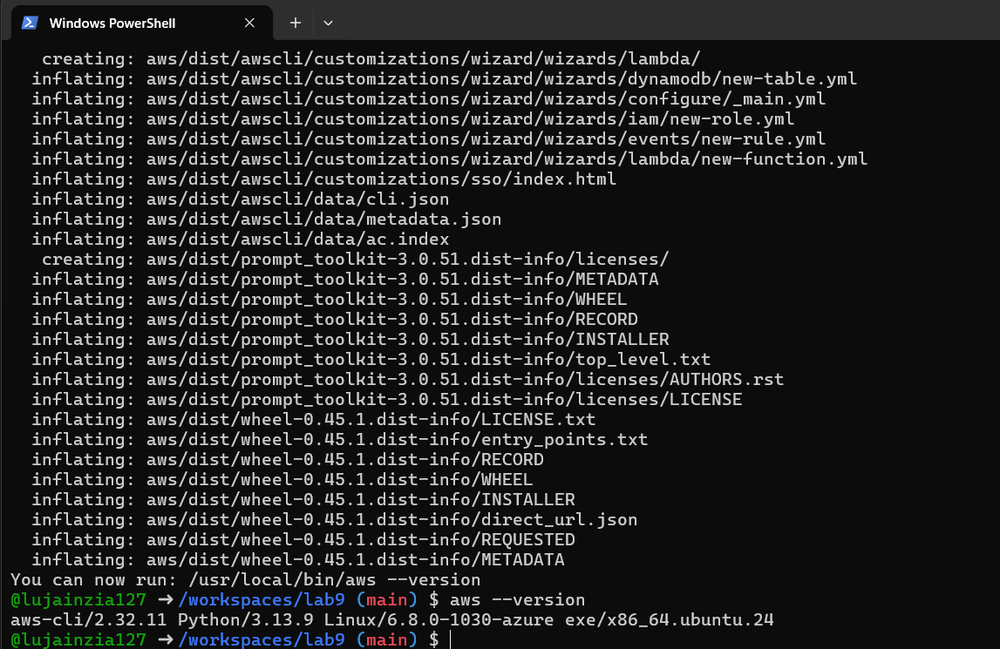 Windows PowerShell
creating: aws/dist/awscli/customizations/wizard/wizards/lambda/
inflating: aws/dist/awscli/customizations/wizard/wizards/dynamodb/new-table.yml
inflating: aws/dist/awscli/customizations/wizard/wizards/configure/_main.yml
inflating: aws/dist/awscli/customizations/wizard/wizards/iam/new-role.yml
inflating: aws/dist/awscli/customizations/wizard/wizards/events/new-rule.yml
inflating: aws/dist/awscli/customizations/wizard/wizards/lambda/new-function.yml
inflating: aws/dist/awscli/customizations/sso/index.html
inflating: aws/dist/awscli/data/cli.json
inflating: aws/dist/awscli/data/metadata.json
inflating: aws/dist/awscli/data/ac.index
creating: aws/dist/prompt_toolkit-3.0.51.dist-info/licenses/
inflating: aws/dist/prompt_toolkit-3.0.51.dist-info/METADATA
inflating: aws/dist/prompt_toolkit-3.0.51.dist-info/WHEEL
inflating: aws/dist/prompt_toolkit-3.0.51.dist-info/RECORD
inflating: aws/dist/prompt_toolkit-3.0.51.dist-info/INSTALLER
inflating: aws/dist/prompt_toolkit-3.0.51.dist-info/top_level.txt
inflating: aws/dist/prompt_toolkit-3.0.51.dist-info/licenses/AUTHORS.rst
inflating: aws/dist/prompt_toolkit-3.0.51.dist-info/licenses/LICENSE
inflating: aws/dist/wheel-0.45.1.dist-info/LICENSE.txt
inflating: aws/dist/wheel-0.45.1.dist-info/entry_points.txt
inflating: aws/dist/wheel-0.45.1.dist-info/RECORD
inflating: aws/dist/wheel-0.45.1.dist-info/WHEEL
inflating: aws/dist/wheel-0.45.1.dist-info/INSTALLER
inflating: aws/dist/wheel-0.45.1.dist-info/direct_url.json
inflating: aws/dist/wheel-0.45.1.dist-info/REQUESTED
inflating: aws/dist/wheel-0.45.1.dist-info/METADATA
You can now run: /usr/local/bin/aws --version
@lujainzia127 ➜ /workspaces/lab9 (main) $ aws --version
aws-cli/2.32.11 Python/3.13.9 Linux/6.8.0-1030-azure exe/x86_64.ubuntu.24
@lujainzia127 ➜ /workspaces/lab9 (main) $